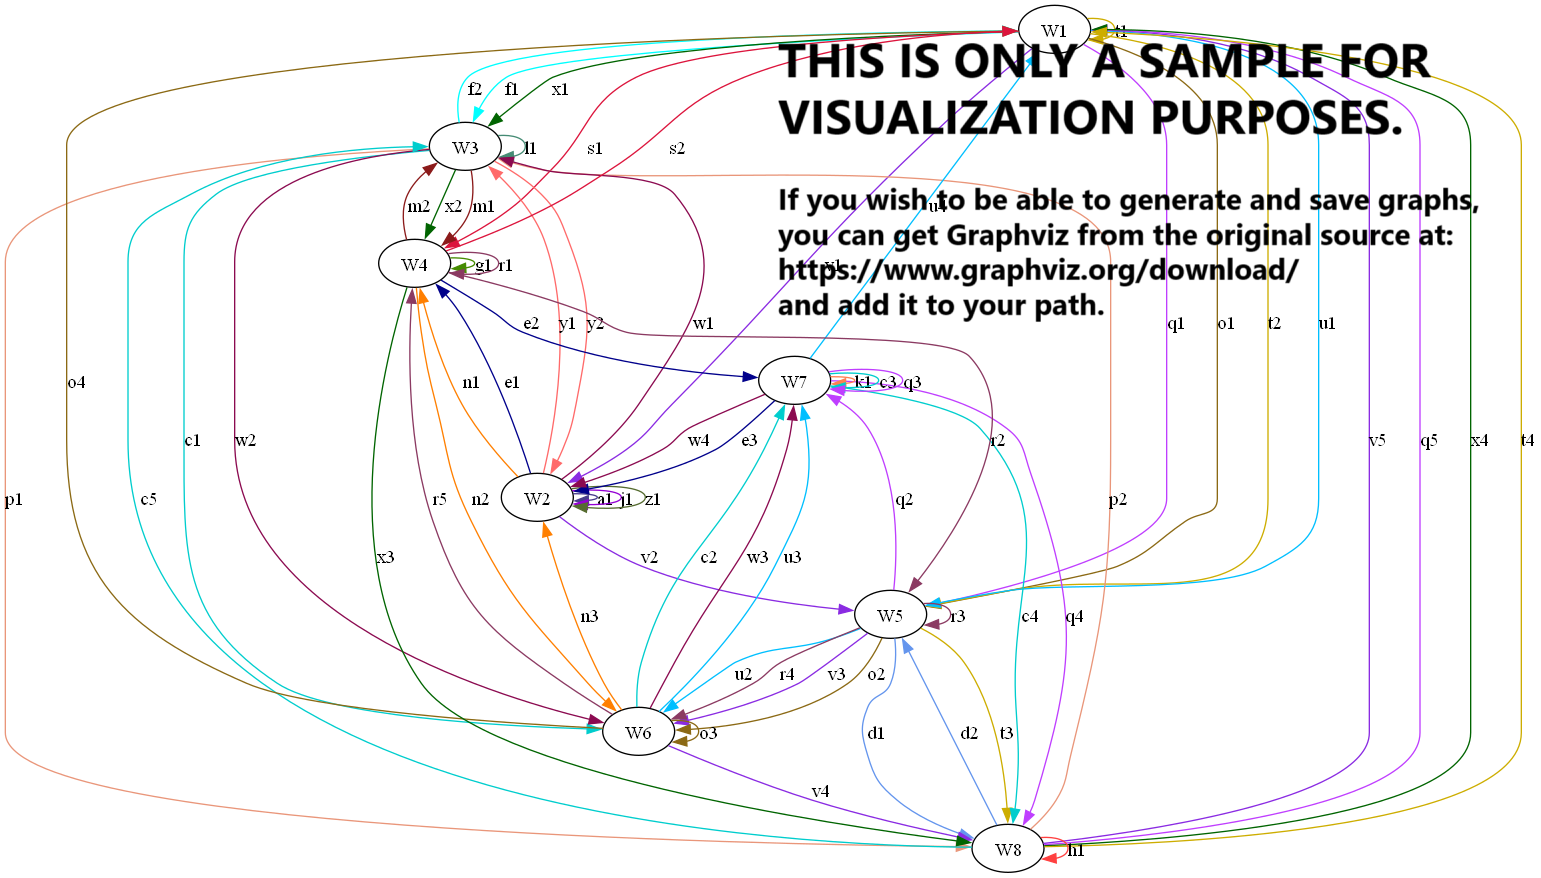 W1
t1
THIS IS ONLY A SAMPLE FOR
VISUALIZATION PURPOSES.
f2 f1 x1
W3 l1 s1 s2
m2 x2 m1
If you wish to be able to generate and save graphs,
u4
you can get Graphviz from the original source at:
W4 g1 r1 y1
https://www.graphviz.org/download/
and add it to your path.
e2 y1 y2 w1 q1 o1 t2 u1
o4 n1 e1 W7 k1 c3 q3
c1 w2 w4 e3 r2 v5 q5 x4 t4
p1 c5 r5 n2 W2 a1 j1 z1 q2 p2
x3 c2 w3 u3 v2
n3 W5 r3 c4 q4
u2 r4 v3 o2
W6 o3 d1 d2 t3
v4
W8 h1